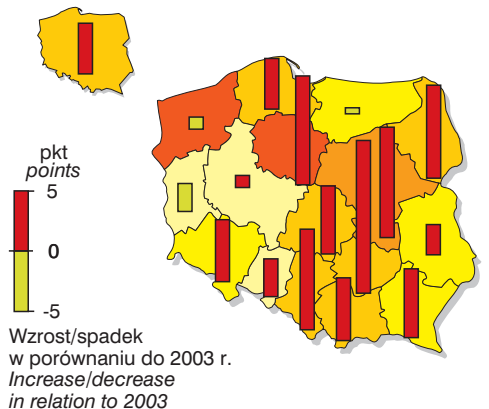 pkt
points
5
0
-5
Wzrost/spadek
w porównaniu do 2003 r.
Increase/decrease
in relation to 2003